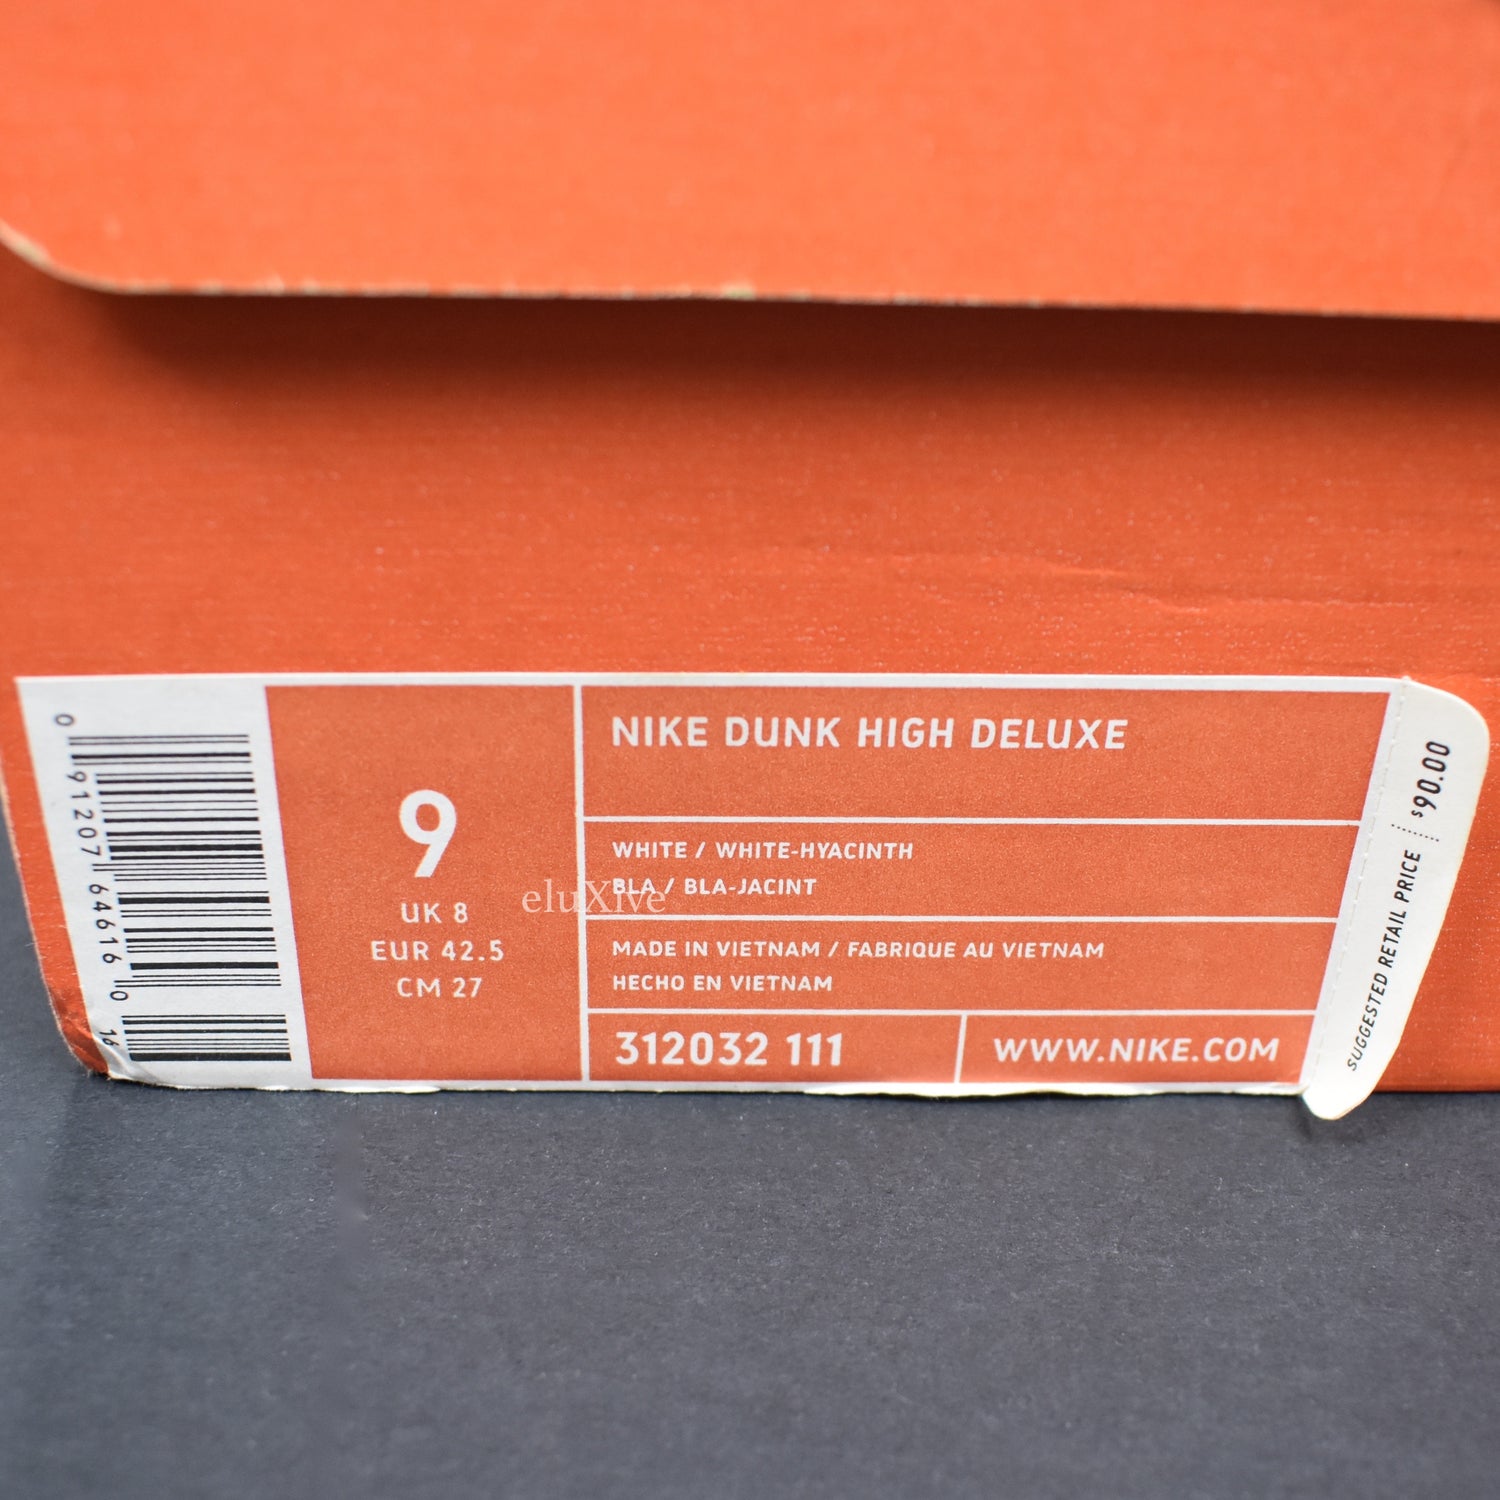 0 91207 64616 0 16
9
UK 8
EUR 42.5
CM 27
NIKE DUNK HIGH DELUXE
WHITE / WHITE-HYACINTH
BLA / BLA-JACINT
MADE IN VIETNAM / FABRIQUE AU VIETNAM
HECHO EN VIETNAM
312032 111
WWW.NIKE.COM
SUGGESTED RETAIL PRICE $90.00
eluXive